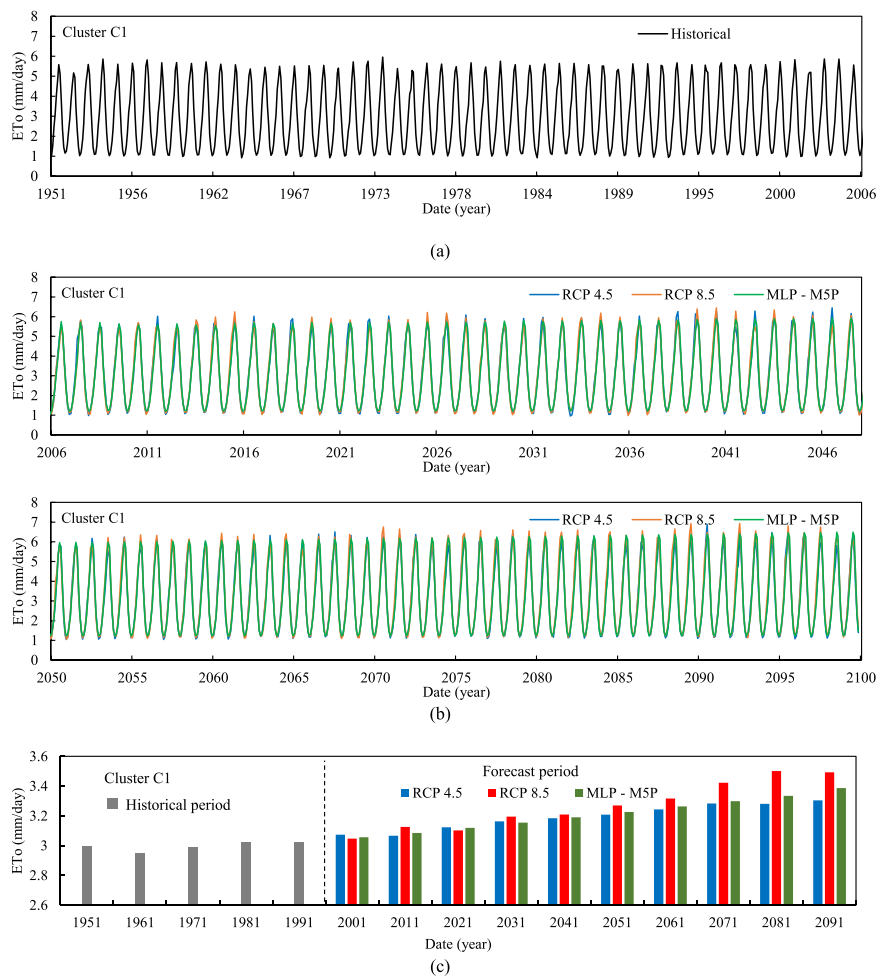 Cluster C1
Historical
ETo (mm/day)
8
7
6
5
4
3
2
1
0
1951 1956 1962 1967 1973 1978 1984 1989 1995 2000 2006
Date (year)
(a)
Cluster C1
RCP 4.5 RCP 8.5 MLP - M5P
ETo (mm/day)
8
7
6
5
4
3
2
1
0
2006 2011 2016 2021 2026 2031 2036 2041 2046
Date (year)
Cluster C1
RCP 4.5 RCP 8.5 MLP - M5P
ETo (mm/day)
8
7
6
5
4
3
2
1
0
2050 2055 2060 2065 2070 2075 2080 2085 2090 2095 2100
Date (year)
(b)
Cluster C1
Historical period
Forecast period
RCP 4.5 RCP 8.5 MLP - M5P
ETo (mm/day)
3.6
3.4
3.2
3
2.8
2.6
1951 1961 1971 1981 1991 2001 2011 2021 2031 2041 2051 2061 2071 2081 2091
Date (year)
(c)